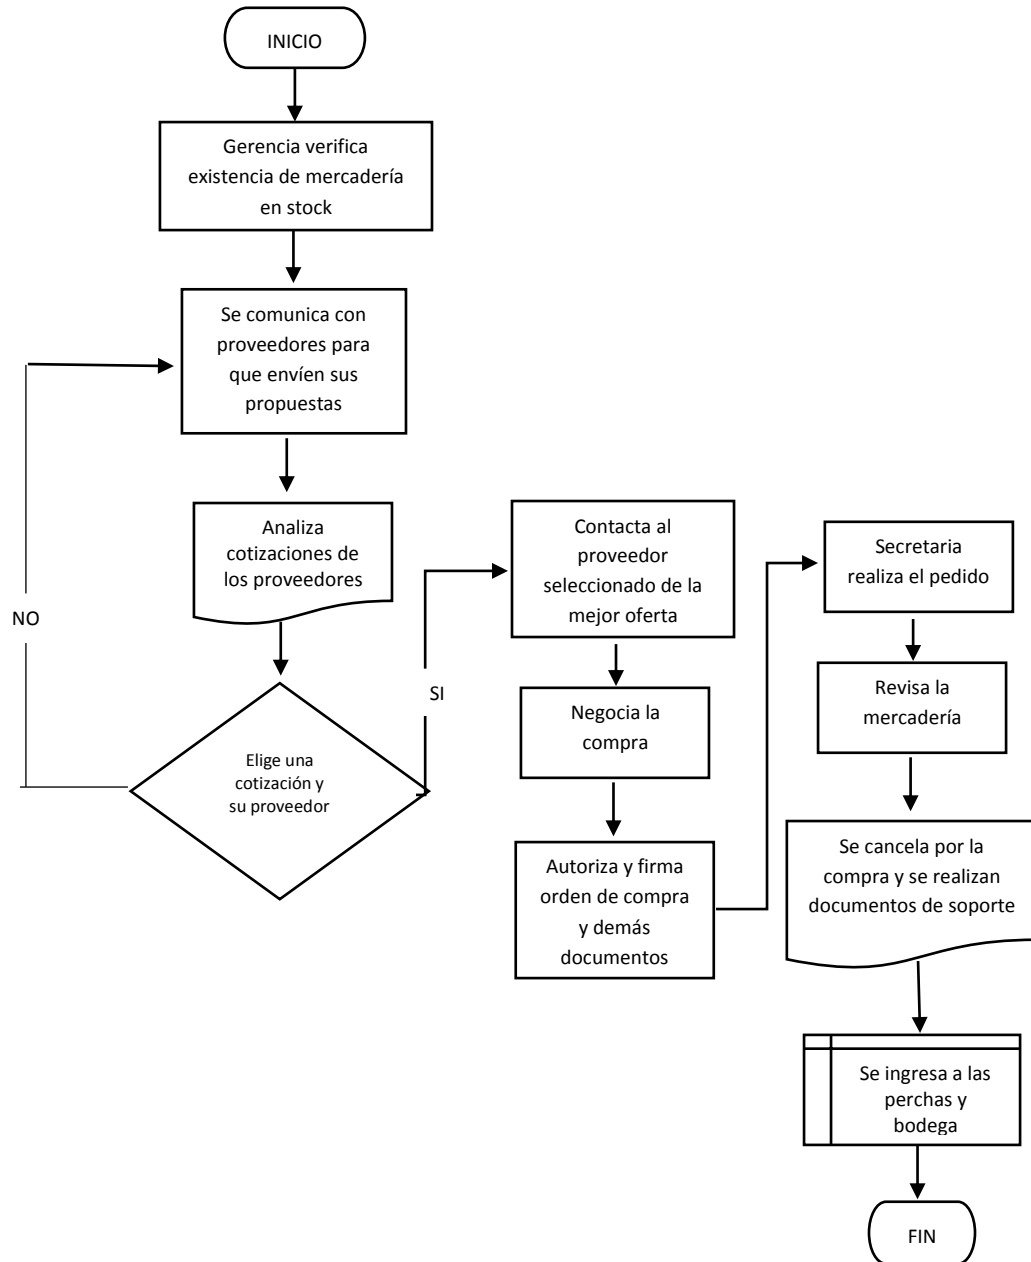 INICIO
Gerencia verifica
existencia de mercadería
en stock
Se comunica con
proveedores para
que envíen sus
propuestas
Analiza
cotizaciones de
los proveedores
NO
Elige una
cotización y
su proveedor
SI
Contacta al
proveedor
seleccionado de la
mejor oferta
Negocia la
compra
Autoriza y firma
orden de compra
y demás
documentos
Secretaria
realiza el pedido
Revisa la
mercadería
Se cancela por la
compra y se realizan
documentos de soporte
Se ingresa a las
perchas y
bodega
FIN